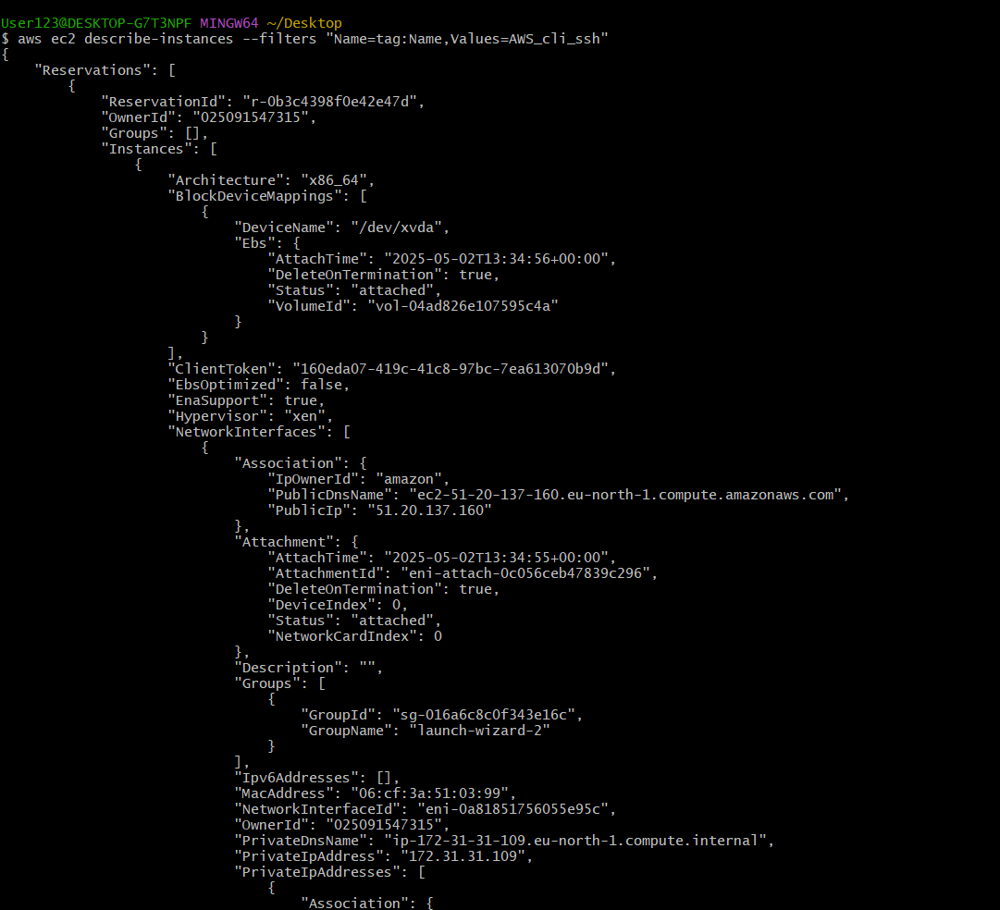 User123@DESKTOP-G7T3NPF MINGW64 ~/Desktop
$ aws ec2 describe-instances --filters "Name=tag:Name,Values=AWS_cli_ssh"
{
    "Reservations": [
        {
            "ReservationId": "r-0b3c4398f0e42e47d",
            "OwnerId": "025091547315",
            "Groups": [],
            "Instances": [
                {
                    "Architecture": "x86_64",
                    "BlockDeviceMappings": [
                        {
                            "DeviceName": "/dev/xvda",
                            "Ebs": {
                                "AttachTime": "2025-05-02T13:34:56+00:00",
                                "DeleteOnTermination": true,
                                "Status": "attached",
                                "VolumeId": "vol-04ad826e107595c4a"
                            }
                        }
                    ],
                    "ClientToken": "160eda07-419c-41c8-97bc-7ea613070b9d",
                    "EbsOptimized": false,
                    "EnaSupport": true,
                    "Hypervisor": "xen",
                    "NetworkInterfaces": [
                        {
                            "Association": {
                                "IpOwnerId": "amazon",
                                "PublicDnsName": "ec2-51-20-137-160.eu-north-1.compute.amazonaws.com",
                                "PublicIp": "51.20.137.160"
                            },
                            "Attachment": {
                                "AttachTime": "2025-05-02T13:34:55+00:00",
                                "AttachmentId": "eni-attach-0c056ceb47839c296",
                                "DeleteOnTermination": true,
                                "DeviceIndex": 0,
                                "Status": "attached",
                                "NetworkCardIndex": 0
                            },
                            "Description": "",
                            "Groups": [
                                {
                                    "GroupId": "sg-016a6c8c0f343e16c",
                                    "GroupName": "launch-wizard-2"
                                }
                            ],
                            "Ipv6Addresses": [],
                            "MacAddress": "06:cf:3a:51:03:99",
                            "NetworkInterfaceId": "eni-0a81851756055e95c",
                            "OwnerId": "025091547315",
                            "PrivateDnsName": "ip-172-31-31-109.eu-north-1.compute.internal",
                            "PrivateIpAddress": "172.31.31.109",
                            "PrivateIpAddresses": [
                                {
                                    "Association": {